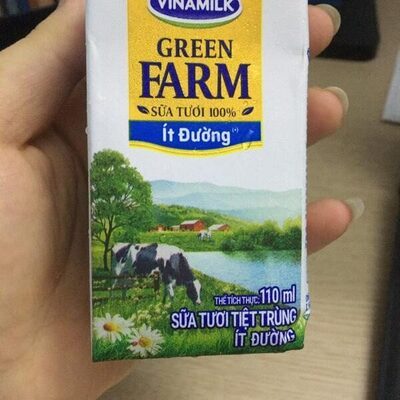 VINAMILK
GREEN
FARM
SỮA TƯƠI 100%
Ít Đường(*)
THỂ TÍCH THỰC: 110 ml
SỮA TƯƠI TIỆT TRÙNG
ÍT ĐƯỜNG